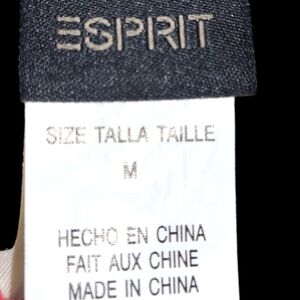 ESPRIT
SIZE TALLA TAILLE
M
HECHO EN CHINA
FAIT AUX CHINE
MADE IN CHINA